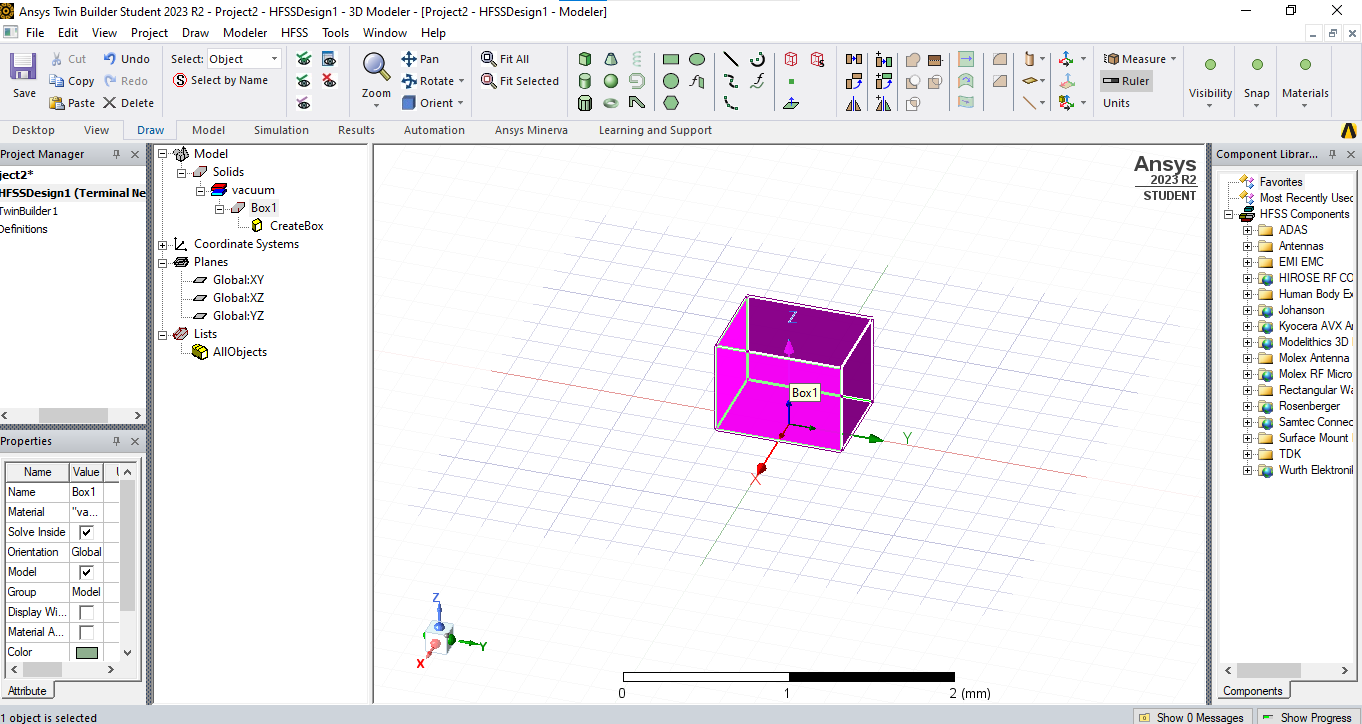 Ansys Twin Builder Student 2023 R2 - Project2 - HFSSDesign1 - 3D Modeler - [Project2 - HFSSDesign1 - Modeler]
File Edit View Project Draw Modeler HFSS Tools Window Help
Save
Cut
Copy
Paste
Undo
Redo
Delete
Select: Object
Select by Name
Zoom
Pan
Rotate
Orient
Fit All
Fit Selected
Measure
Ruler
Units
Visibility
Snap
Materials
Desktop View Draw Model Simulation Results Automation Ansys Minerva Learning and Support
Project Manager
ject2*
HFSSDesign1 (Terminal Ne
TwinBuilder1
Definitions
Properties
Name Value U
Name Box1
Material "va...
Solve Inside
Orientation Global
Model
Group Model
Display Wi...
Material A...
Color
Attribute
Model
Solids
vacuum
Box1
CreateBox
Coordinate Systems
Planes
Global:XY
Global:XZ
Global:YZ
Lists
AllObjects
Ansys
2023 R2
STUDENT
Z
Box1
Y
X
Z
Y
X
0 1 2 (mm)
Component Librar...
Favorites
Most Recently Used
HFSS Components
ADAS
Antennas
EMI EMC
HIROSE RF CO
Human Body Ex
Johanson
Kyocera AVX A
Modelithics 3D
Molex Antenna
Molex RF Micro
Rectangular Wa
Rosenberger
Samtec Connec
Surface Mount
TDK
Wurth Elektronil
Components
1 object is selected
Show 0 Messages
Show Progress